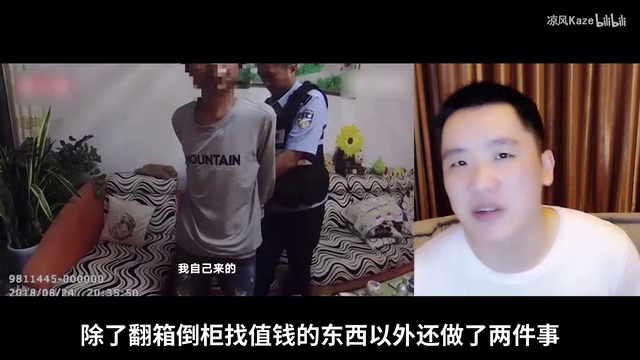 凉风Kaze bilibili
MOUNTAIN
我自己来的
9811445-000000
2018/08/24 20:35:50
除了翻箱倒柜找值钱的东西以外还做了两件事